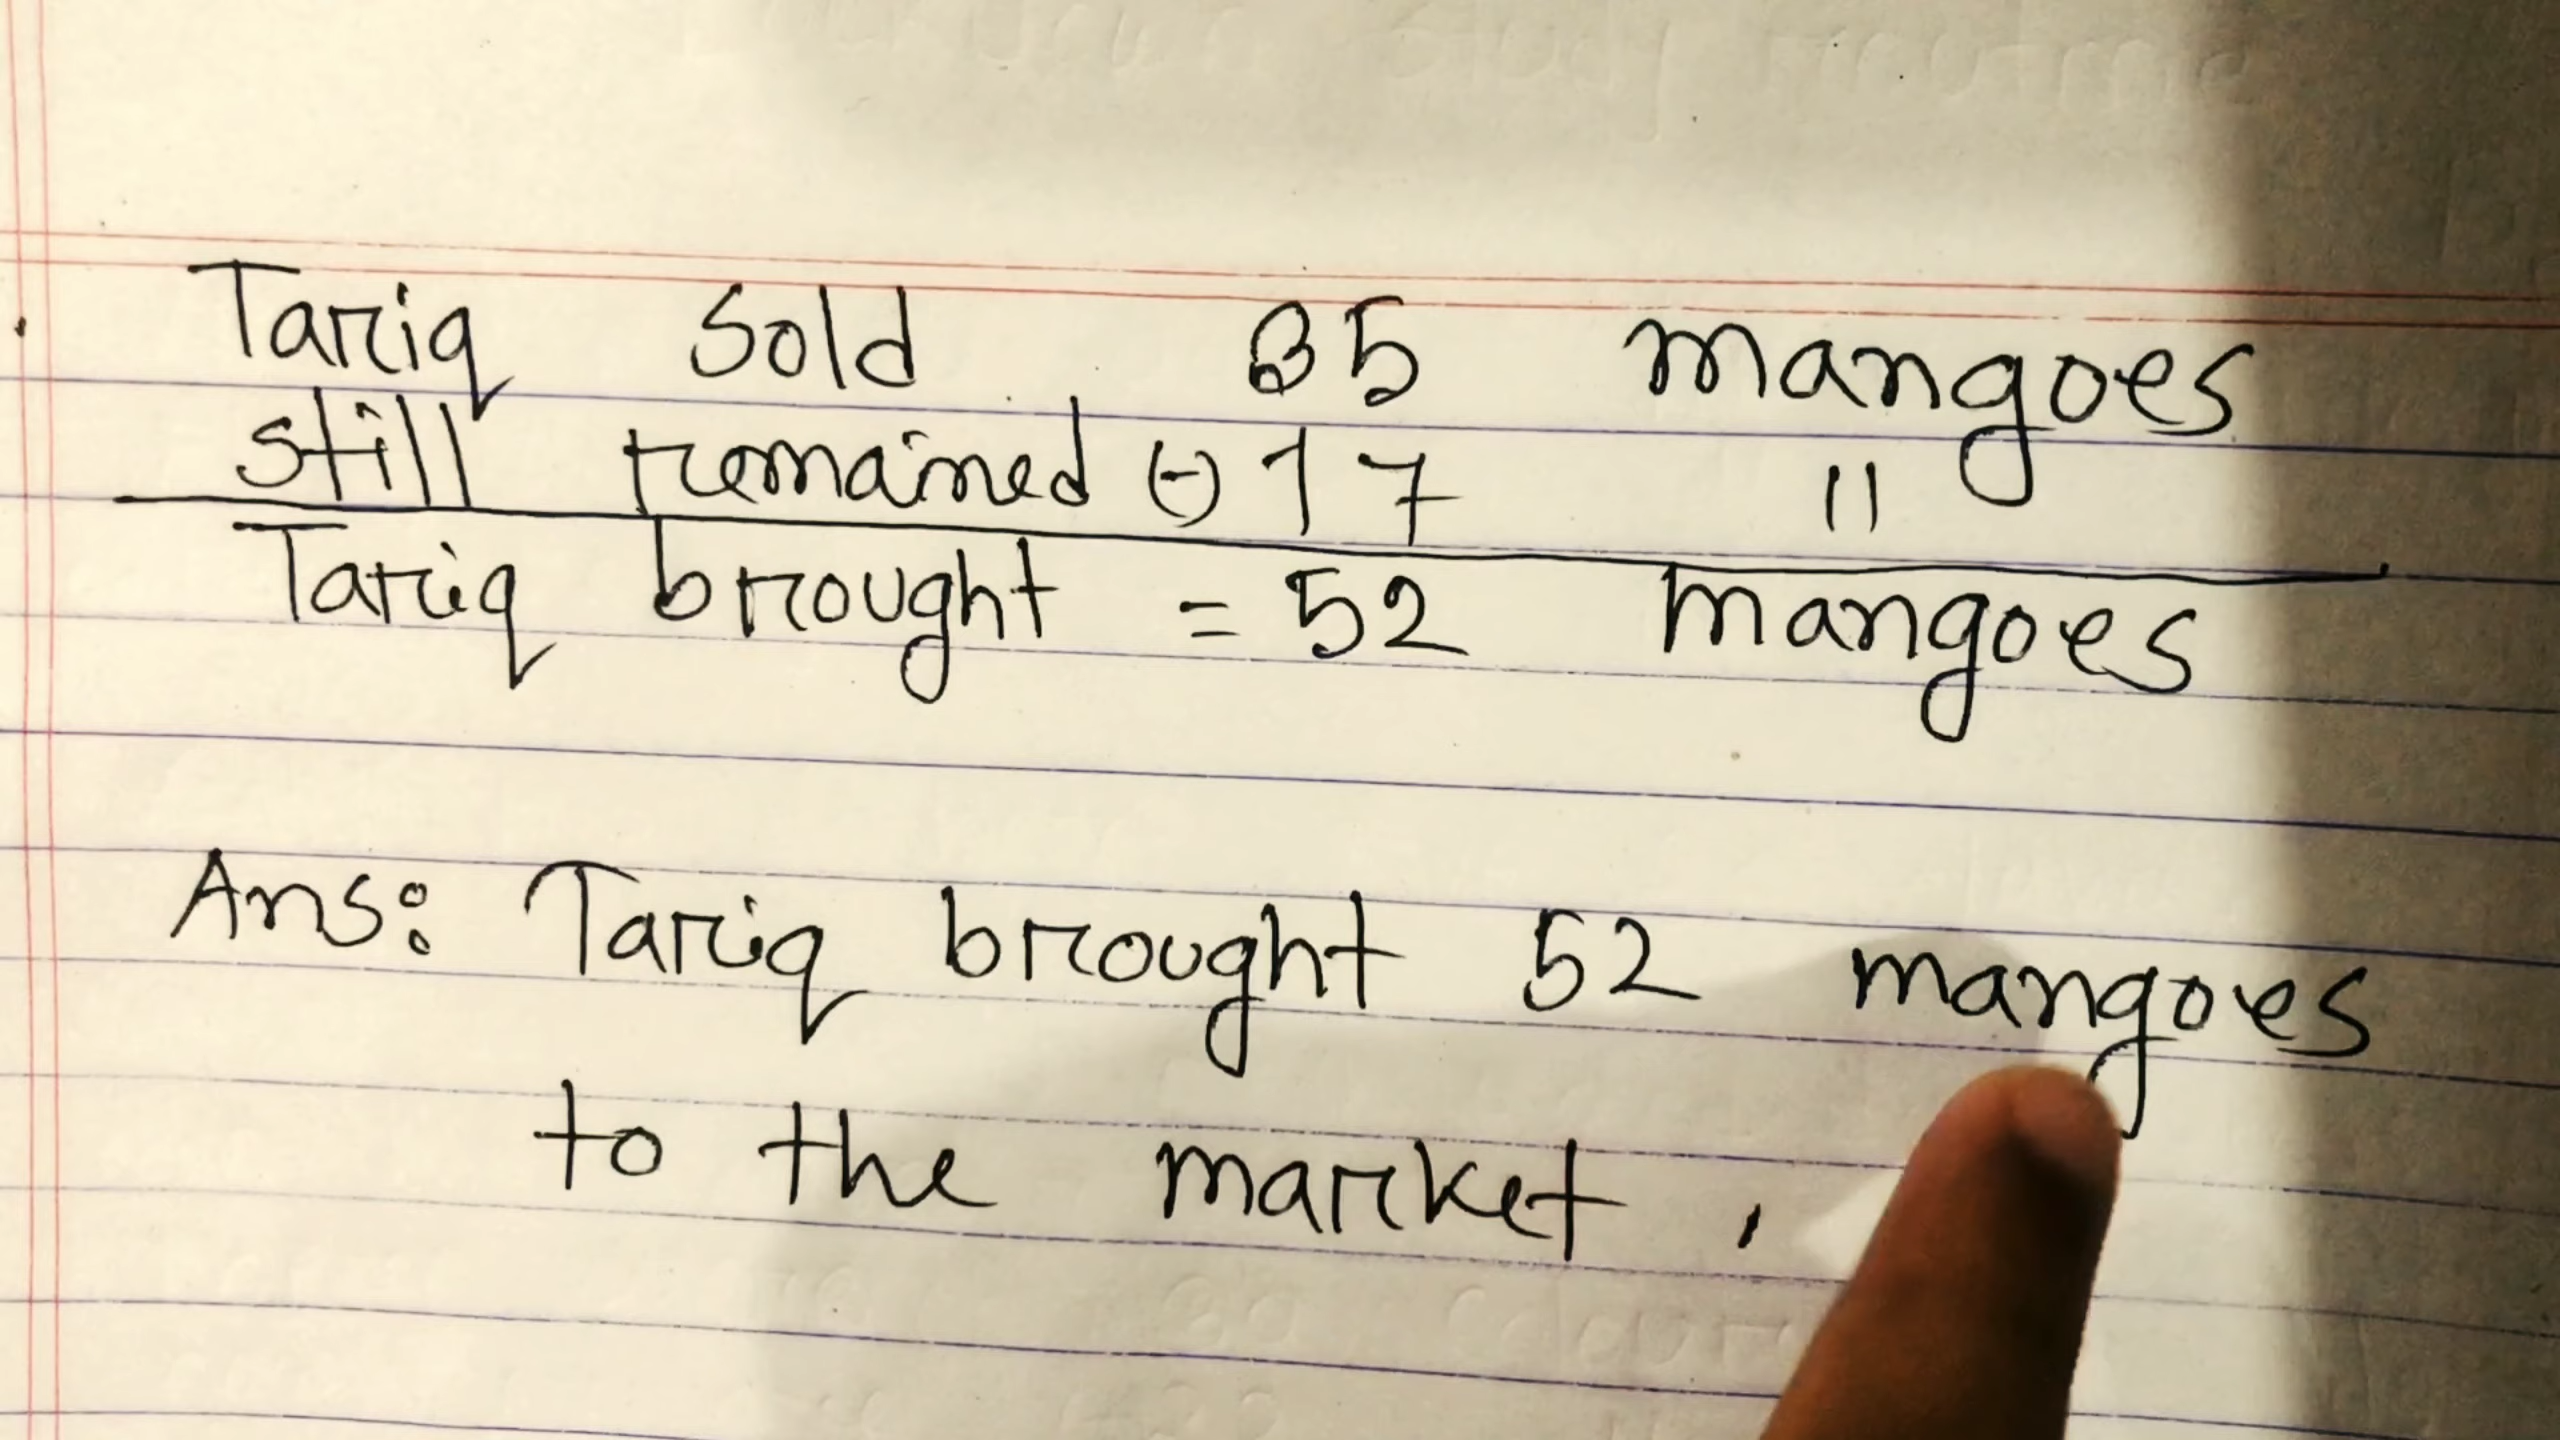 Tariq sold 35 mangoes
still remained (-) 17 "
Tariq brought = 52 mangoes
Ans: Tariq brought 52 mangoes
to the market.